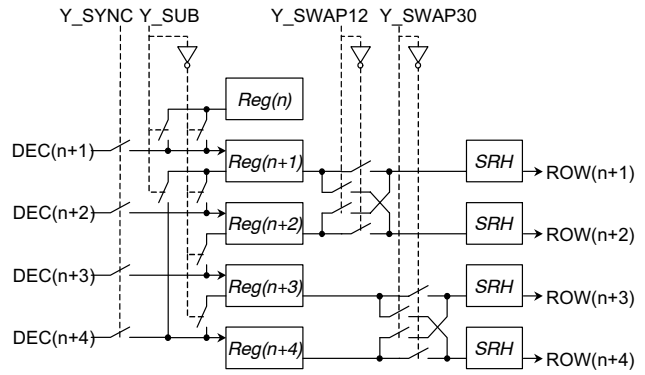 Y_SYNC Y_SUB Y_SWAP12 Y_SWAP30
Reg(n)
DEC(n+1) Reg(n+1) SRH ROW(n+1)
DEC(n+2) Reg(n+2) SRH ROW(n+2)
DEC(n+3) Reg(n+3) SRH ROW(n+3)
DEC(n+4) Reg(n+4) SRH ROW(n+4)